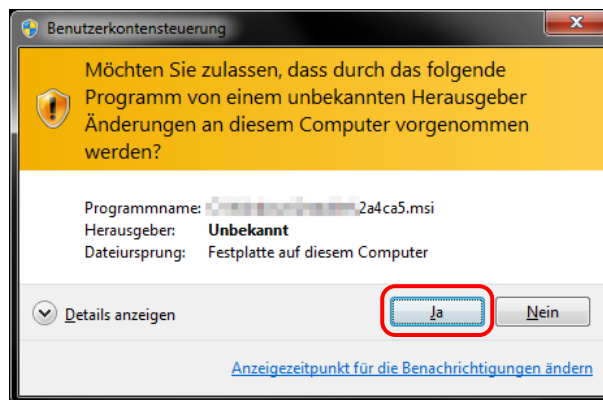 Benutzerkontensteuerung
Möchten Sie zulassen, dass durch das folgende
Programm von einem unbekannten Herausgeber
Änderungen an diesem Computer vorgenommen
werden?
Programmname: 2a4ca5.msi
Herausgeber: Unbekannt
Dateiursprung: Festplatte auf diesem Computer
Details anzeigen
Ja
Nein
Anzeigezeitpunkt für die Benachrichtigungen ändern